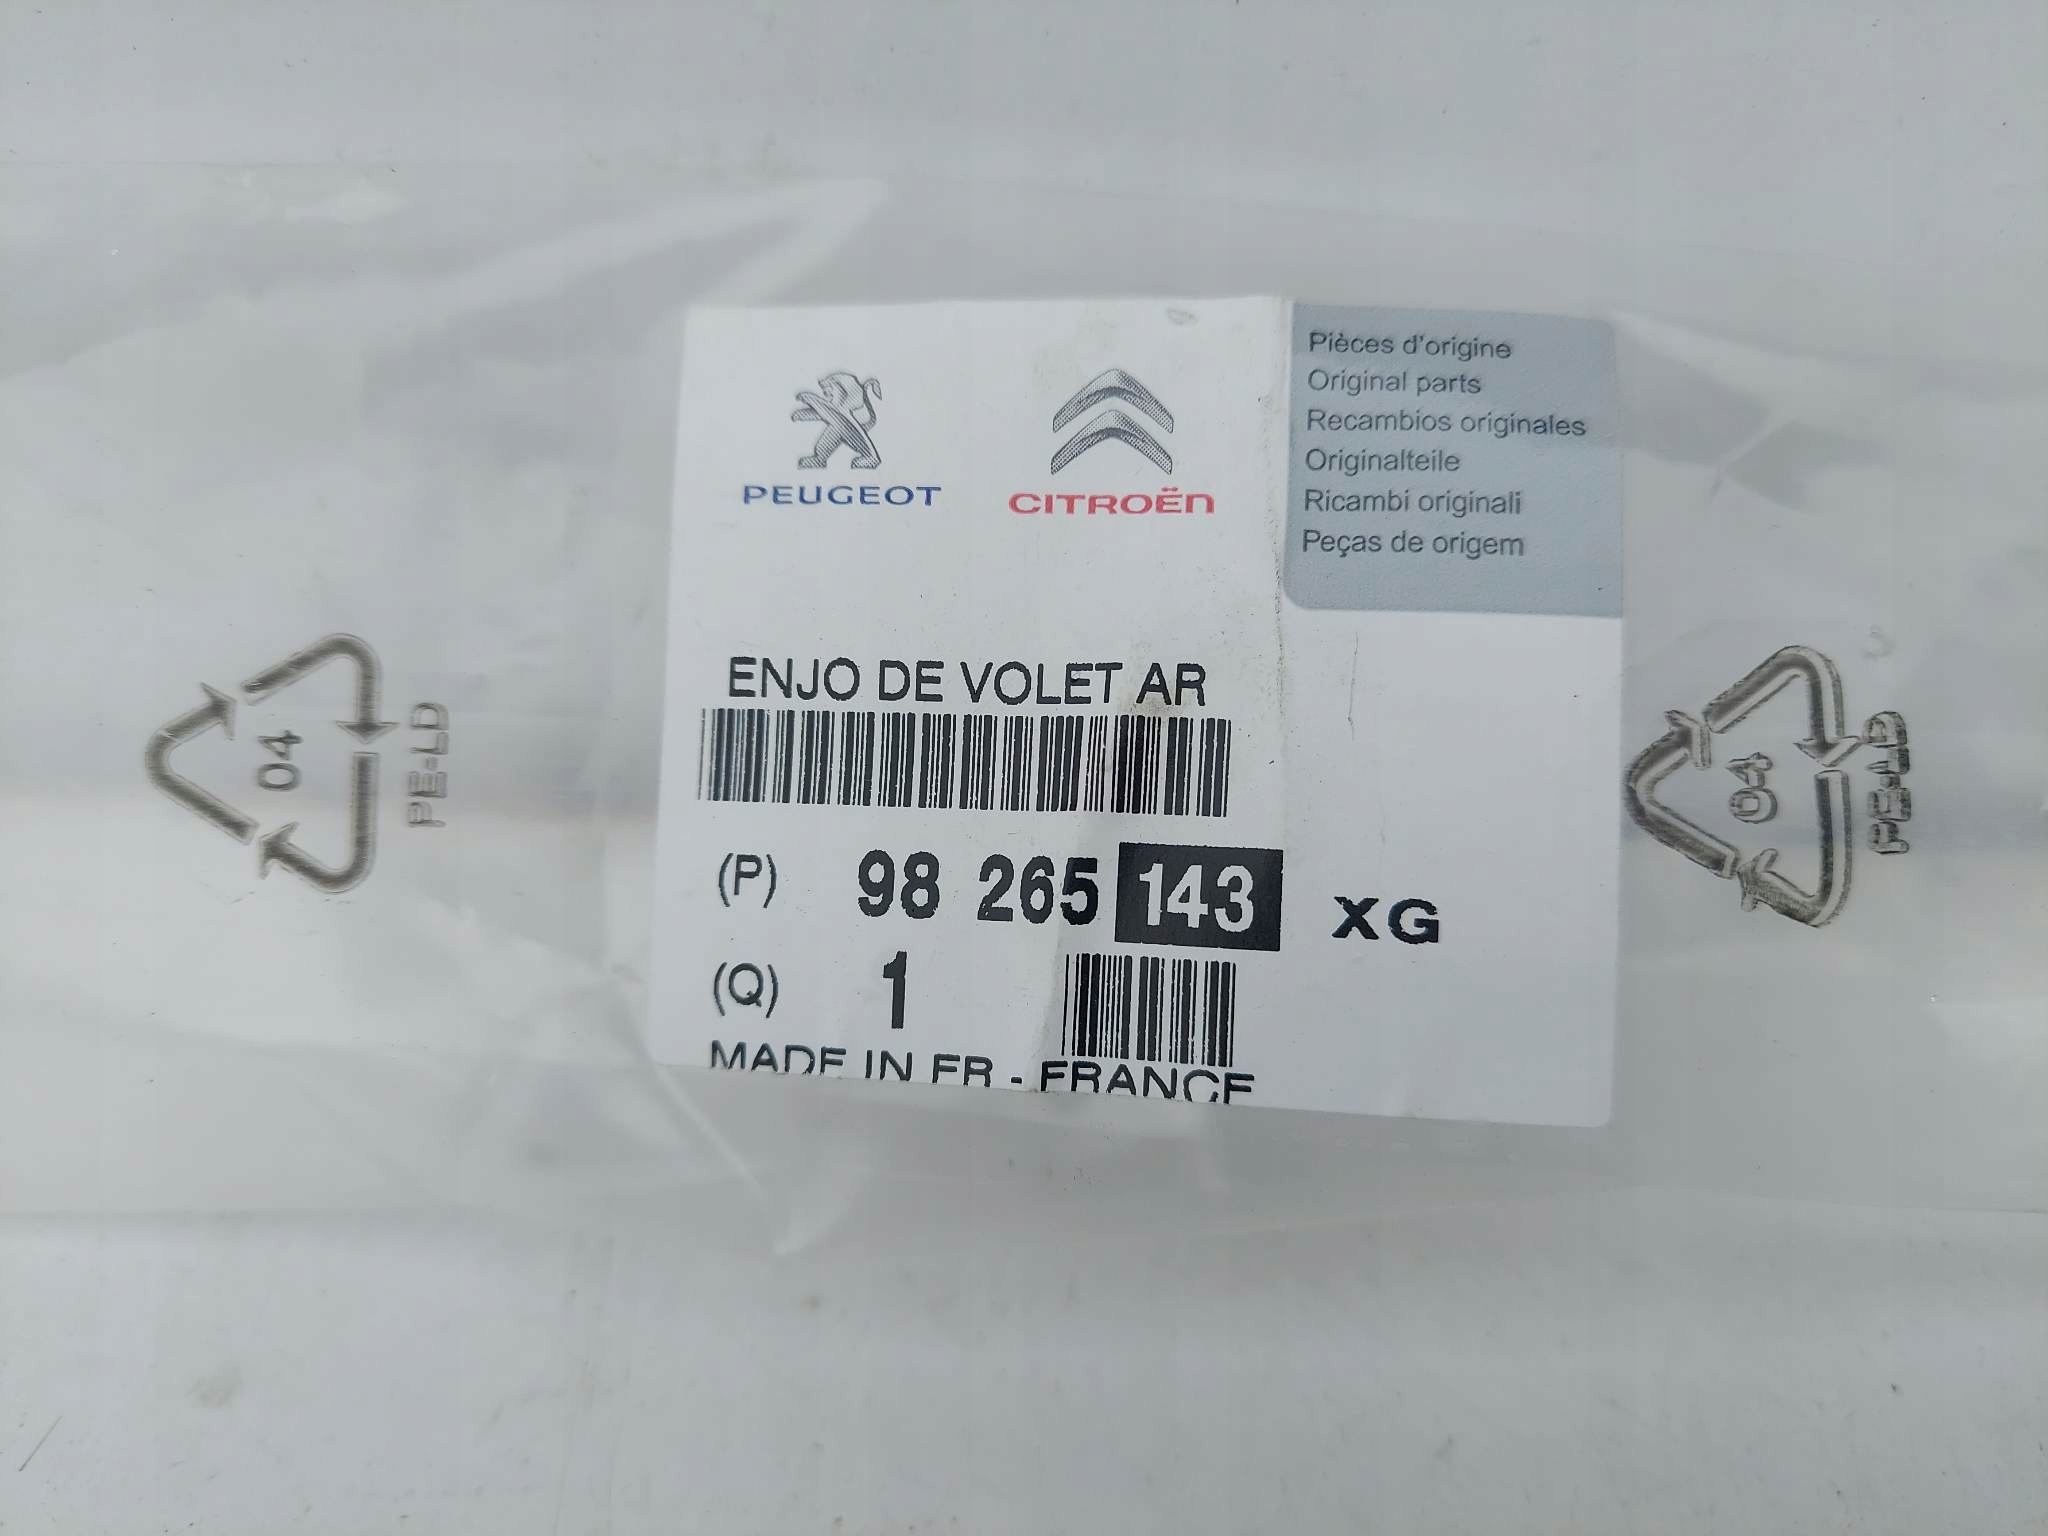 PEUGEOT
CITROËN
Pièces d'origine
Original parts
Recambios originales
Originalteile
Ricambi originali
Peças de origem
ENJO DE VOLET AR
(P) 98 265 143 XG
(Q) 1
MADE IN FR - FRANCE
04
PE-LD
04
PE-LD